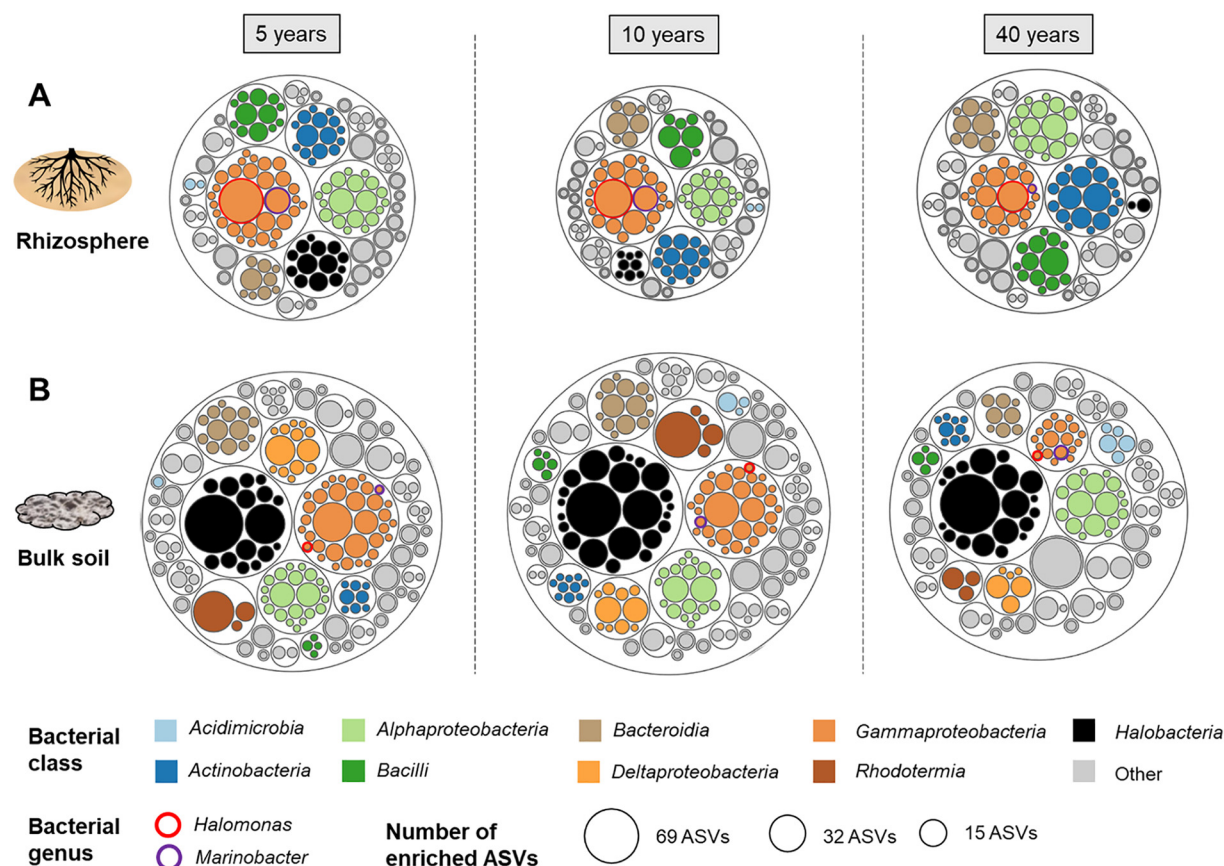 5 years
10 years
40 years
A
Rhizosphere
B
Bulk soil
Bacterial
class
Acidimicrobia
Alphaproteobacteria
Bacteroidia
Gammaproteobacteria
Halobacteria
Actinobacteria
Bacilli
Deltaproteobacteria
Rhodotermia
Other
Bacterial
genus
Halomonas
Marinobacter
Number of
enriched ASVs
69 ASVs
32 ASVs
15 ASVs